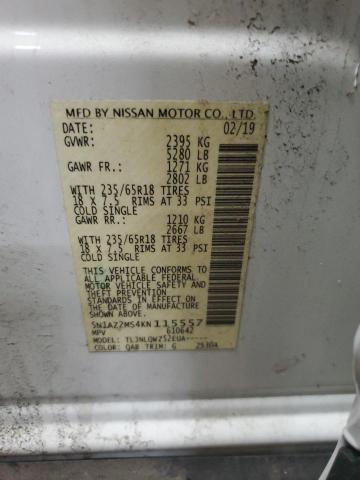 MFD BY NISSAN MOTOR CO., LTD.
DATE: 02/19
GVWR: 2395 KG
5280 LB
GAWR FR.: 1271 KG
2802 LB
WITH 235/65R18 TIRES
18 X 7.5 RIMS AT 33 PSI
COLD SINGLE
GAWR RR.: 1210 KG
2667 LB
WITH 235/65R18 TIRES
18 X 7.5 RIMS AT 33 PSI
COLD SINGLE
THIS VEHICLE CONFORMS TO
ALL APPLICABLE FEDERAL
MOTOR VEHICLE SAFETY AND
THEFT PREVENTION
STANDARDS IN EFFECT ON
THE DATE OF MANUFACTURE
SHOWN ABOVE
5N1AZ2MS4KN115557
MPV 610642
MODEL: TLJNLQWZ52EUA-----
COLOR: QAB TRIM: G 25304